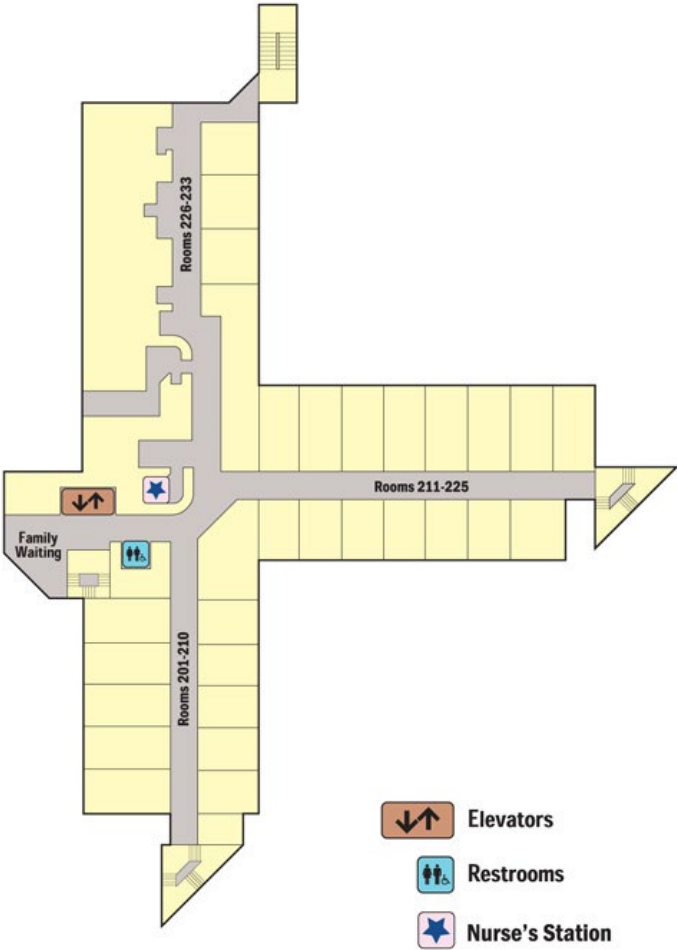 Rooms 226-233
Rooms 211-225
Family
Waiting
Rooms 201-210
Elevators
Restrooms
Nurse's Station